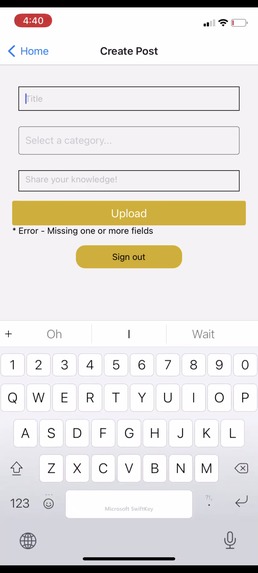 4:40
Home
Create Post
Title
Select a category...
Share your knowledge!
Upload
* Error - Missing one or more fields
Sign out
+ Oh I Wait
1 2 3 4 5 6 7 8 9 0
Q W E R T Y U I O P
A S D F G H J K L
Z X C V B N M
123
Microsoft SwiftKey